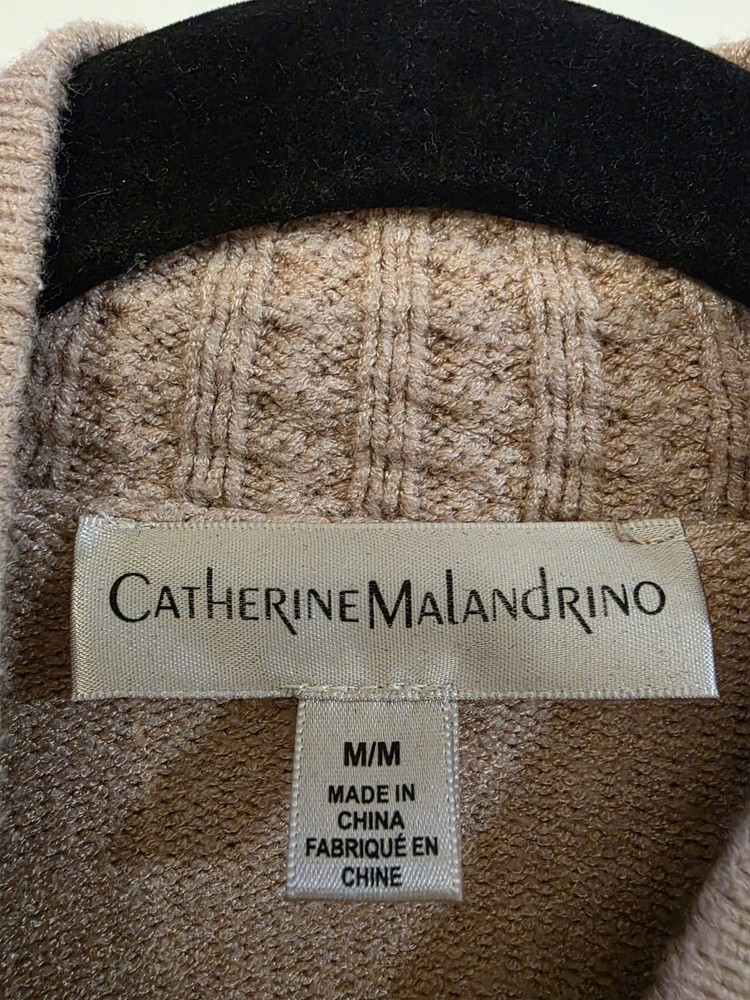 CATHERINE MALANDRINO
M/M
MADE IN
CHINA
FABRIQUÉ EN
CHINE